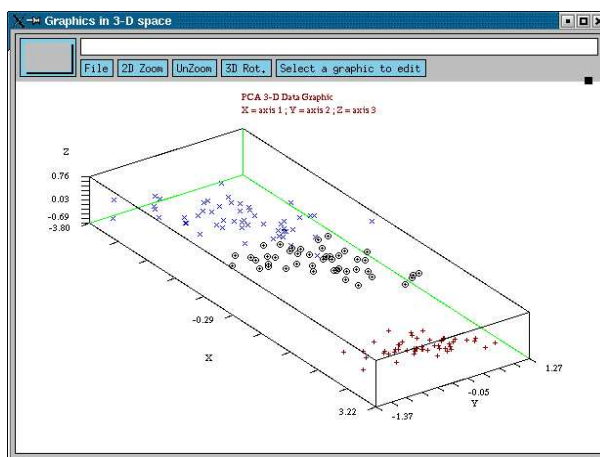 Graphics in 3-D space
File 2D Zoom UnZoom 3D Rot. Select a graphic to edit
PCA 3-D Data Graphic
X = axis 1 ; Y = axis 2 ; Z = axis 3
Z
0.76
0.03
-0.69
-3.80
-0.29
X
3.22
-1.37
-0.05
Y
1.27